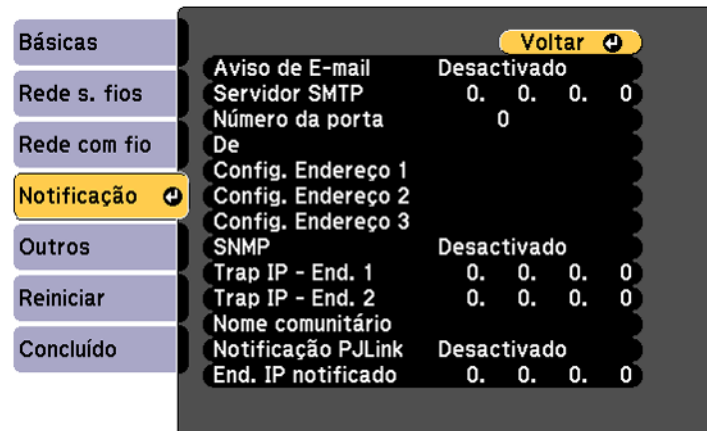 Básicas
Rede s. fios
Rede com fio
Notificação
Outros
Reiniciar
Concluído
Voltar
Aviso de E-mail Desactivado
Servidor SMTP 0. 0. 0. 0
Número da porta 0
De
Config. Endereço 1
Config. Endereço 2
Config. Endereço 3
SNMP Desactivado
Trap IP - End. 1 0. 0. 0. 0
Trap IP - End. 2 0. 0. 0. 0
Nome comunitário
Notificação PJLink Desactivado
End. IP notificado 0. 0. 0. 0